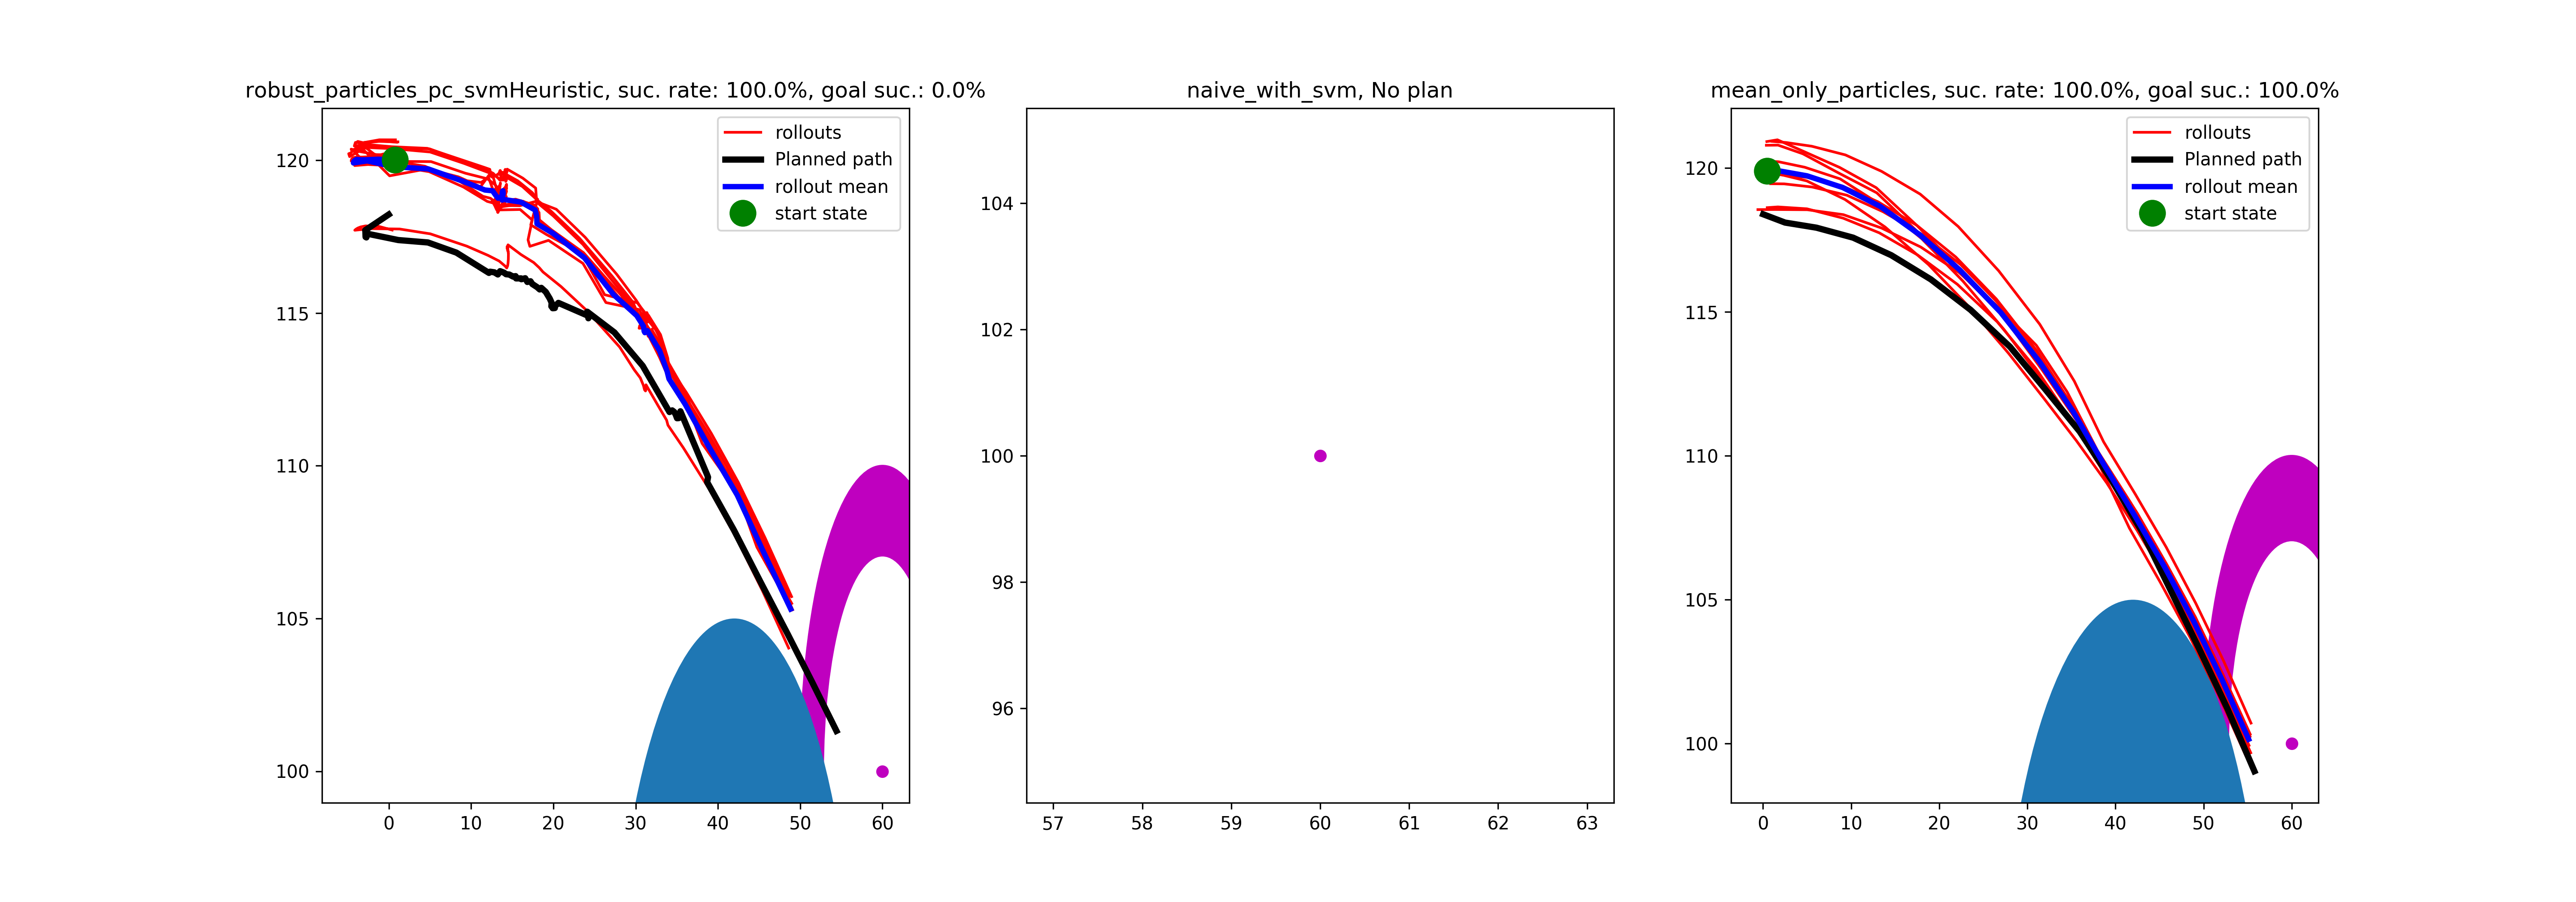 robust_particles_pc_svmHeuristic, suc. rate: 100.0%, goal suc.: 0.0%
rollouts
Planned path
rollout mean
start state
120
115
110
105
100
0 10 20 30 40 50 60
naive_with_svm, No plan
104
102
100
98
96
57 58 59 60 61 62 63
mean_only_particles, suc. rate: 100.0%, goal suc.: 100.0%
rollouts
Planned path
rollout mean
start state
120
115
110
105
100
0 10 20 30 40 50 60